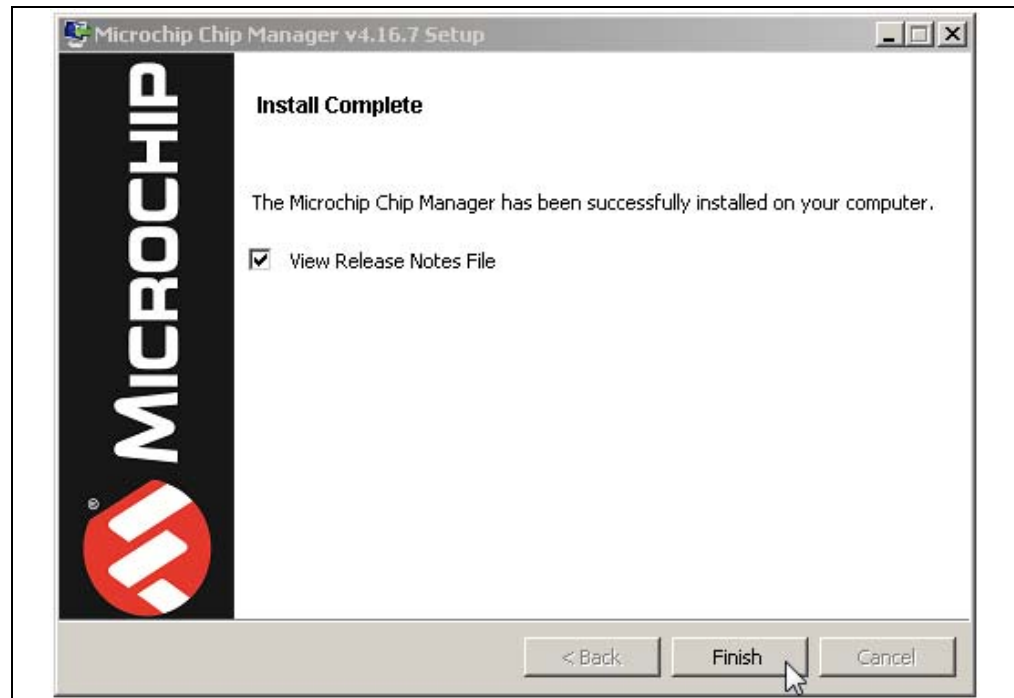 Microchip Chip Manager v4.16.7 Setup
MICROCHIP
®
Install Complete
The Microchip Chip Manager has been successfully installed on your computer.
View Release Notes File
< Back
Finish
Cancel